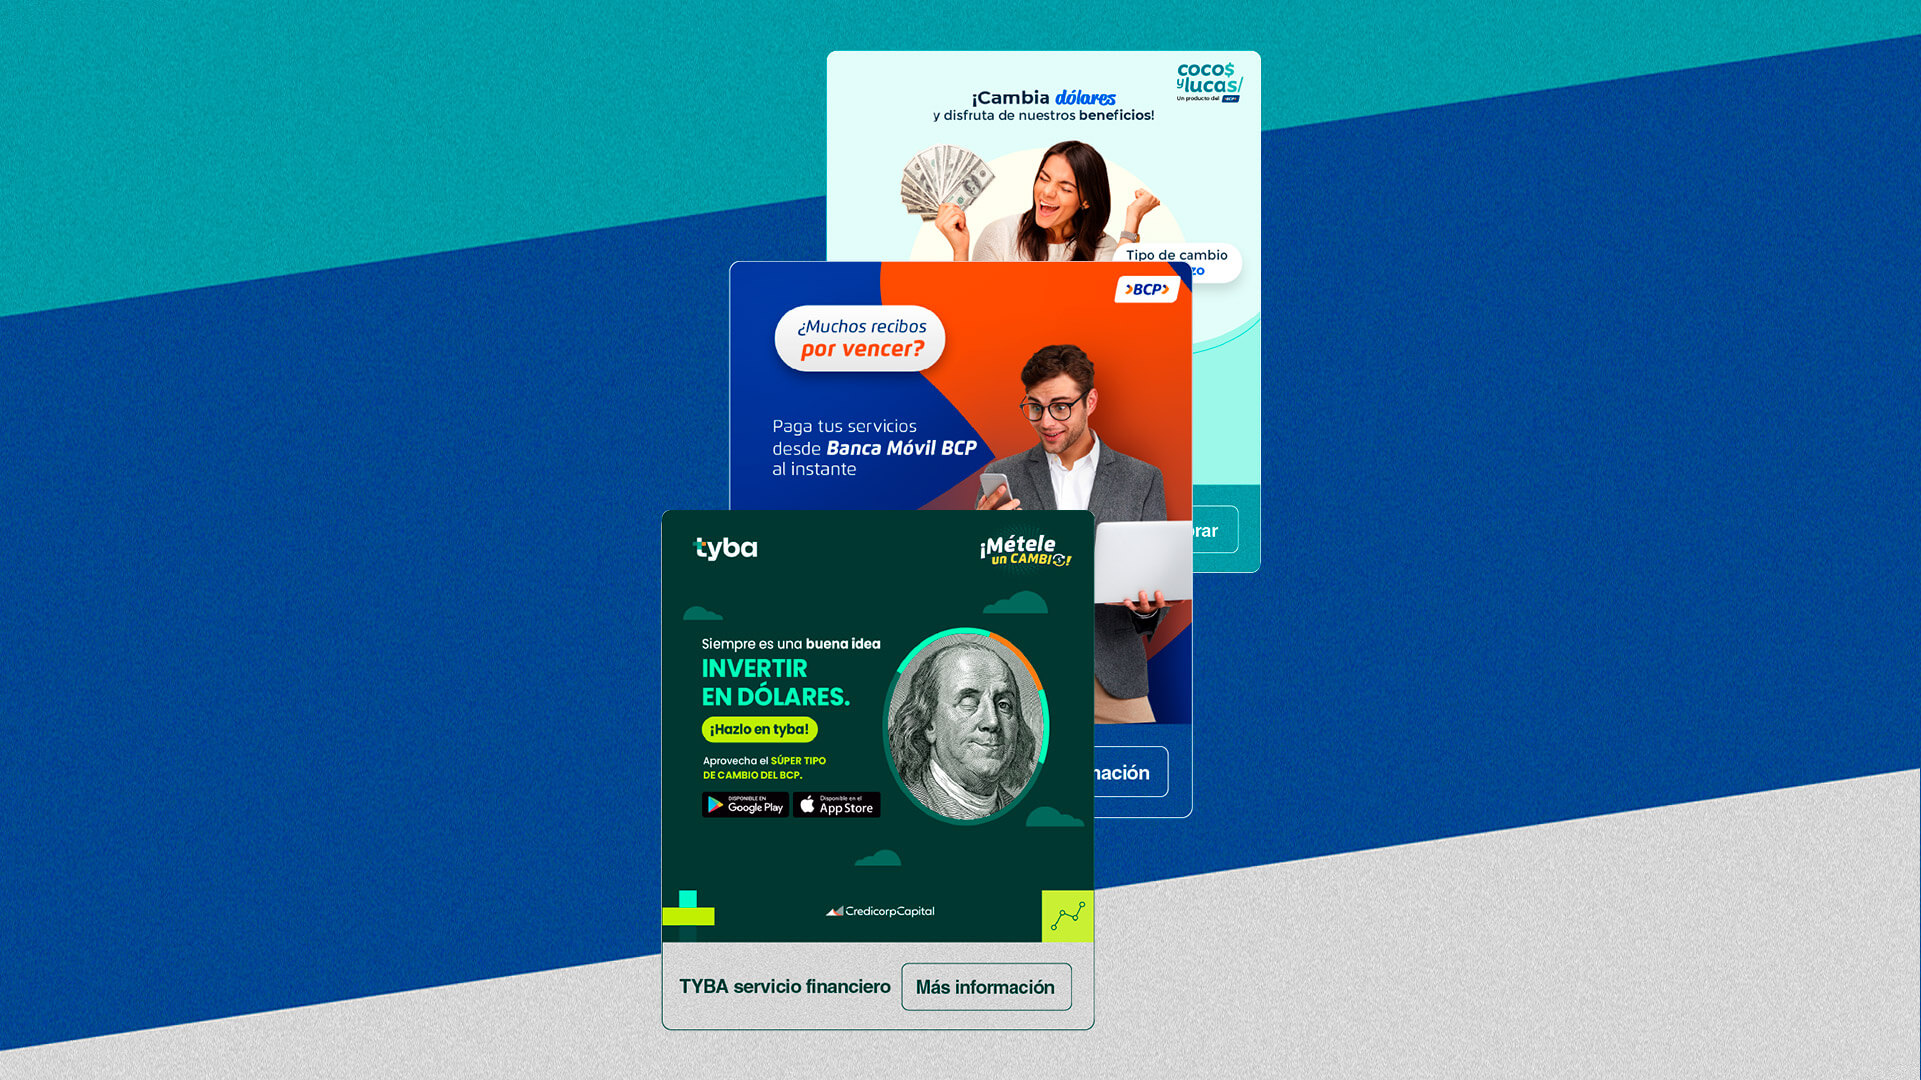 COCO$
yLUCAS/
Un producto del BCP
¡Cambia dólares
y disfruta de nuestros beneficios!
Tipo de cambio
BCP
¿Muchos recibos
por vencer?
Paga tus servicios
desde Banca Móvil BCP
al instante
tyba
¡Métele
un CAMBIO!
Siempre es una buena idea
INVERTIR
EN DÓLARES.
¡Hazlo en tyba!
Aprovecha el SÚPER TIPO
DE CAMBIO DEL BCP.
DISPONIBLE EN
Google Play
Disponible en el
App Store
CredicorpCapital
TYBA servicio financiero
Más información